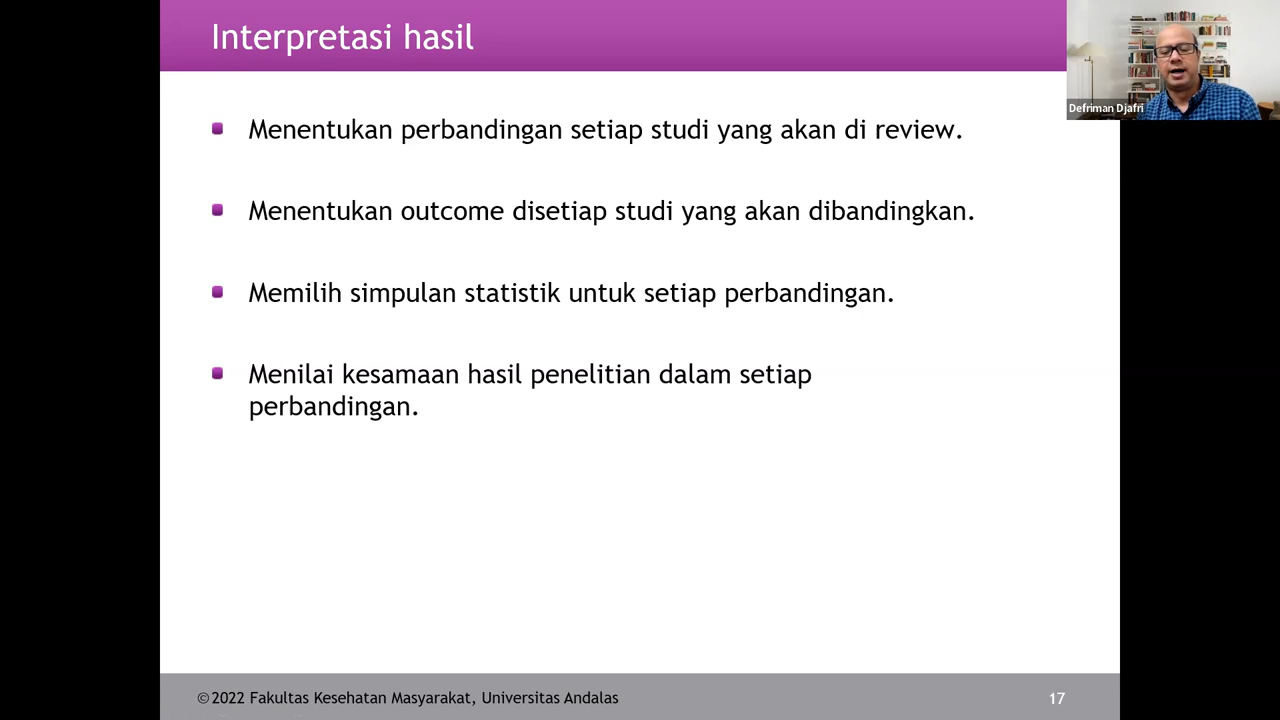 Interpretasi hasil
Defriman Djafri
Menentukan perbandingan setiap studi yang akan di review.
Menentukan outcome disetiap studi yang akan dibandingkan.
Memilih simpulan statistik untuk setiap perbandingan.
Menilai kesamaan hasil penelitian dalam setiap
perbandingan.
©2022 Fakultas Kesehatan Masyarakat, Universitas Andalas
17